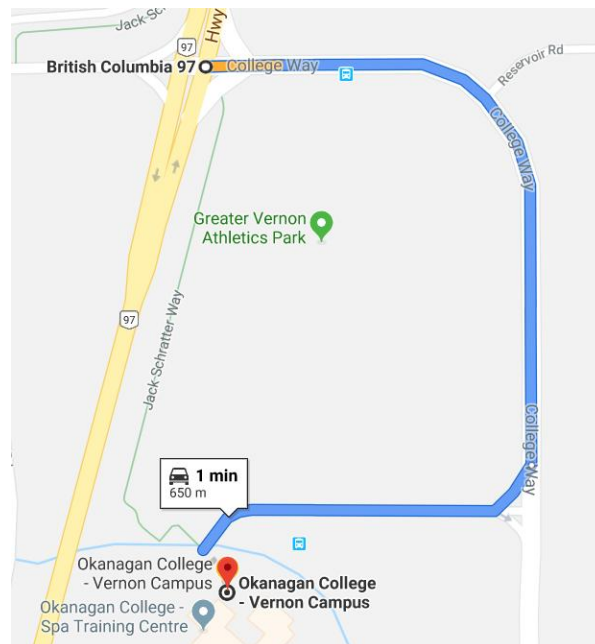 Jack-Schratter
97
Hwy
British Columbia 97
College Way
Reservoir Rd
College Way
Greater Vernon
Athletics Park
97
Jack-Schratter-Way
College Way
1 min
650 m
Okanagan College
- Vernon Campus
Okanagan College
- Vernon Campus
Okanagan College -
Spa Training Centre